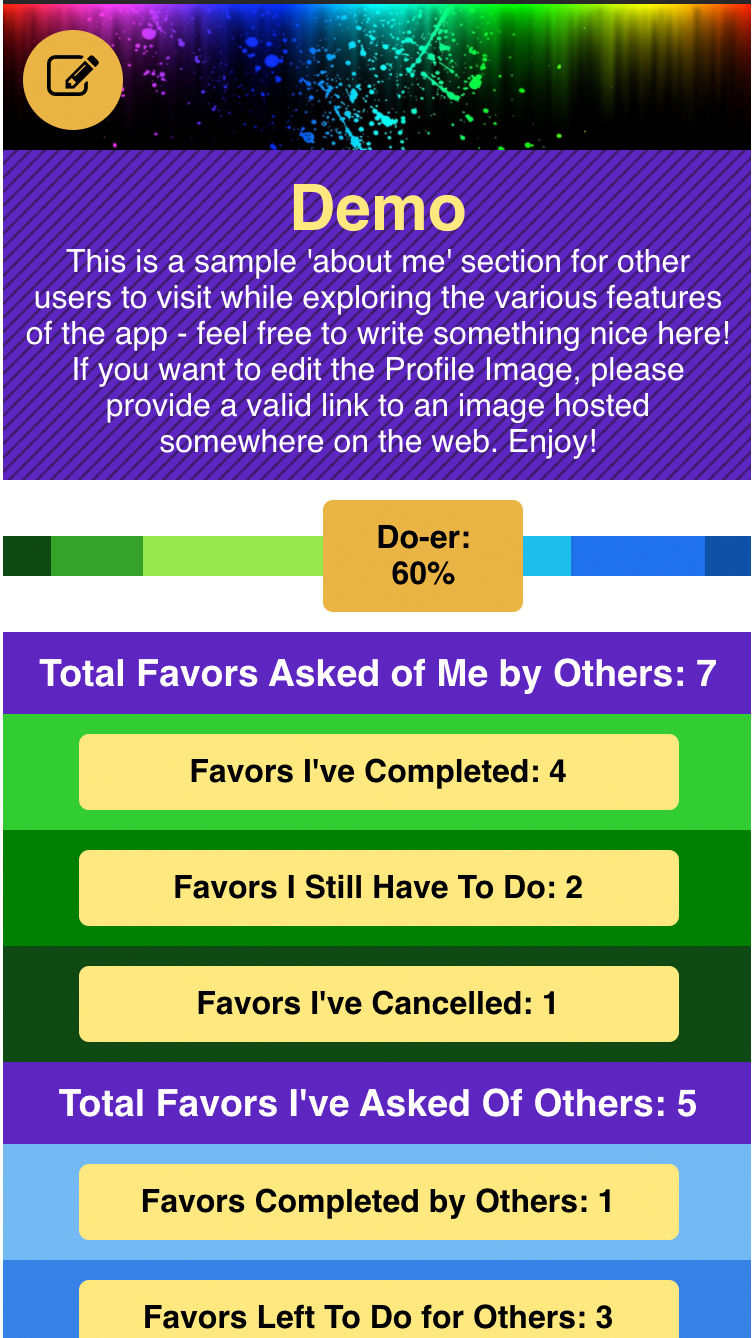 Demo
This is a sample 'about me' section for other
users to visit while exploring the various features
of the app - feel free to write something nice here!
If you want to edit the Profile Image, please
provide a valid link to an image hosted
somewhere on the web. Enjoy!
Do-er:
60%
Total Favors Asked of Me by Others: 7
Favors I've Completed: 4
Favors I Still Have To Do: 2
Favors I've Cancelled: 1
Total Favors I've Asked Of Others: 5
Favors Completed by Others: 1
Favors Left To Do for Others: 3